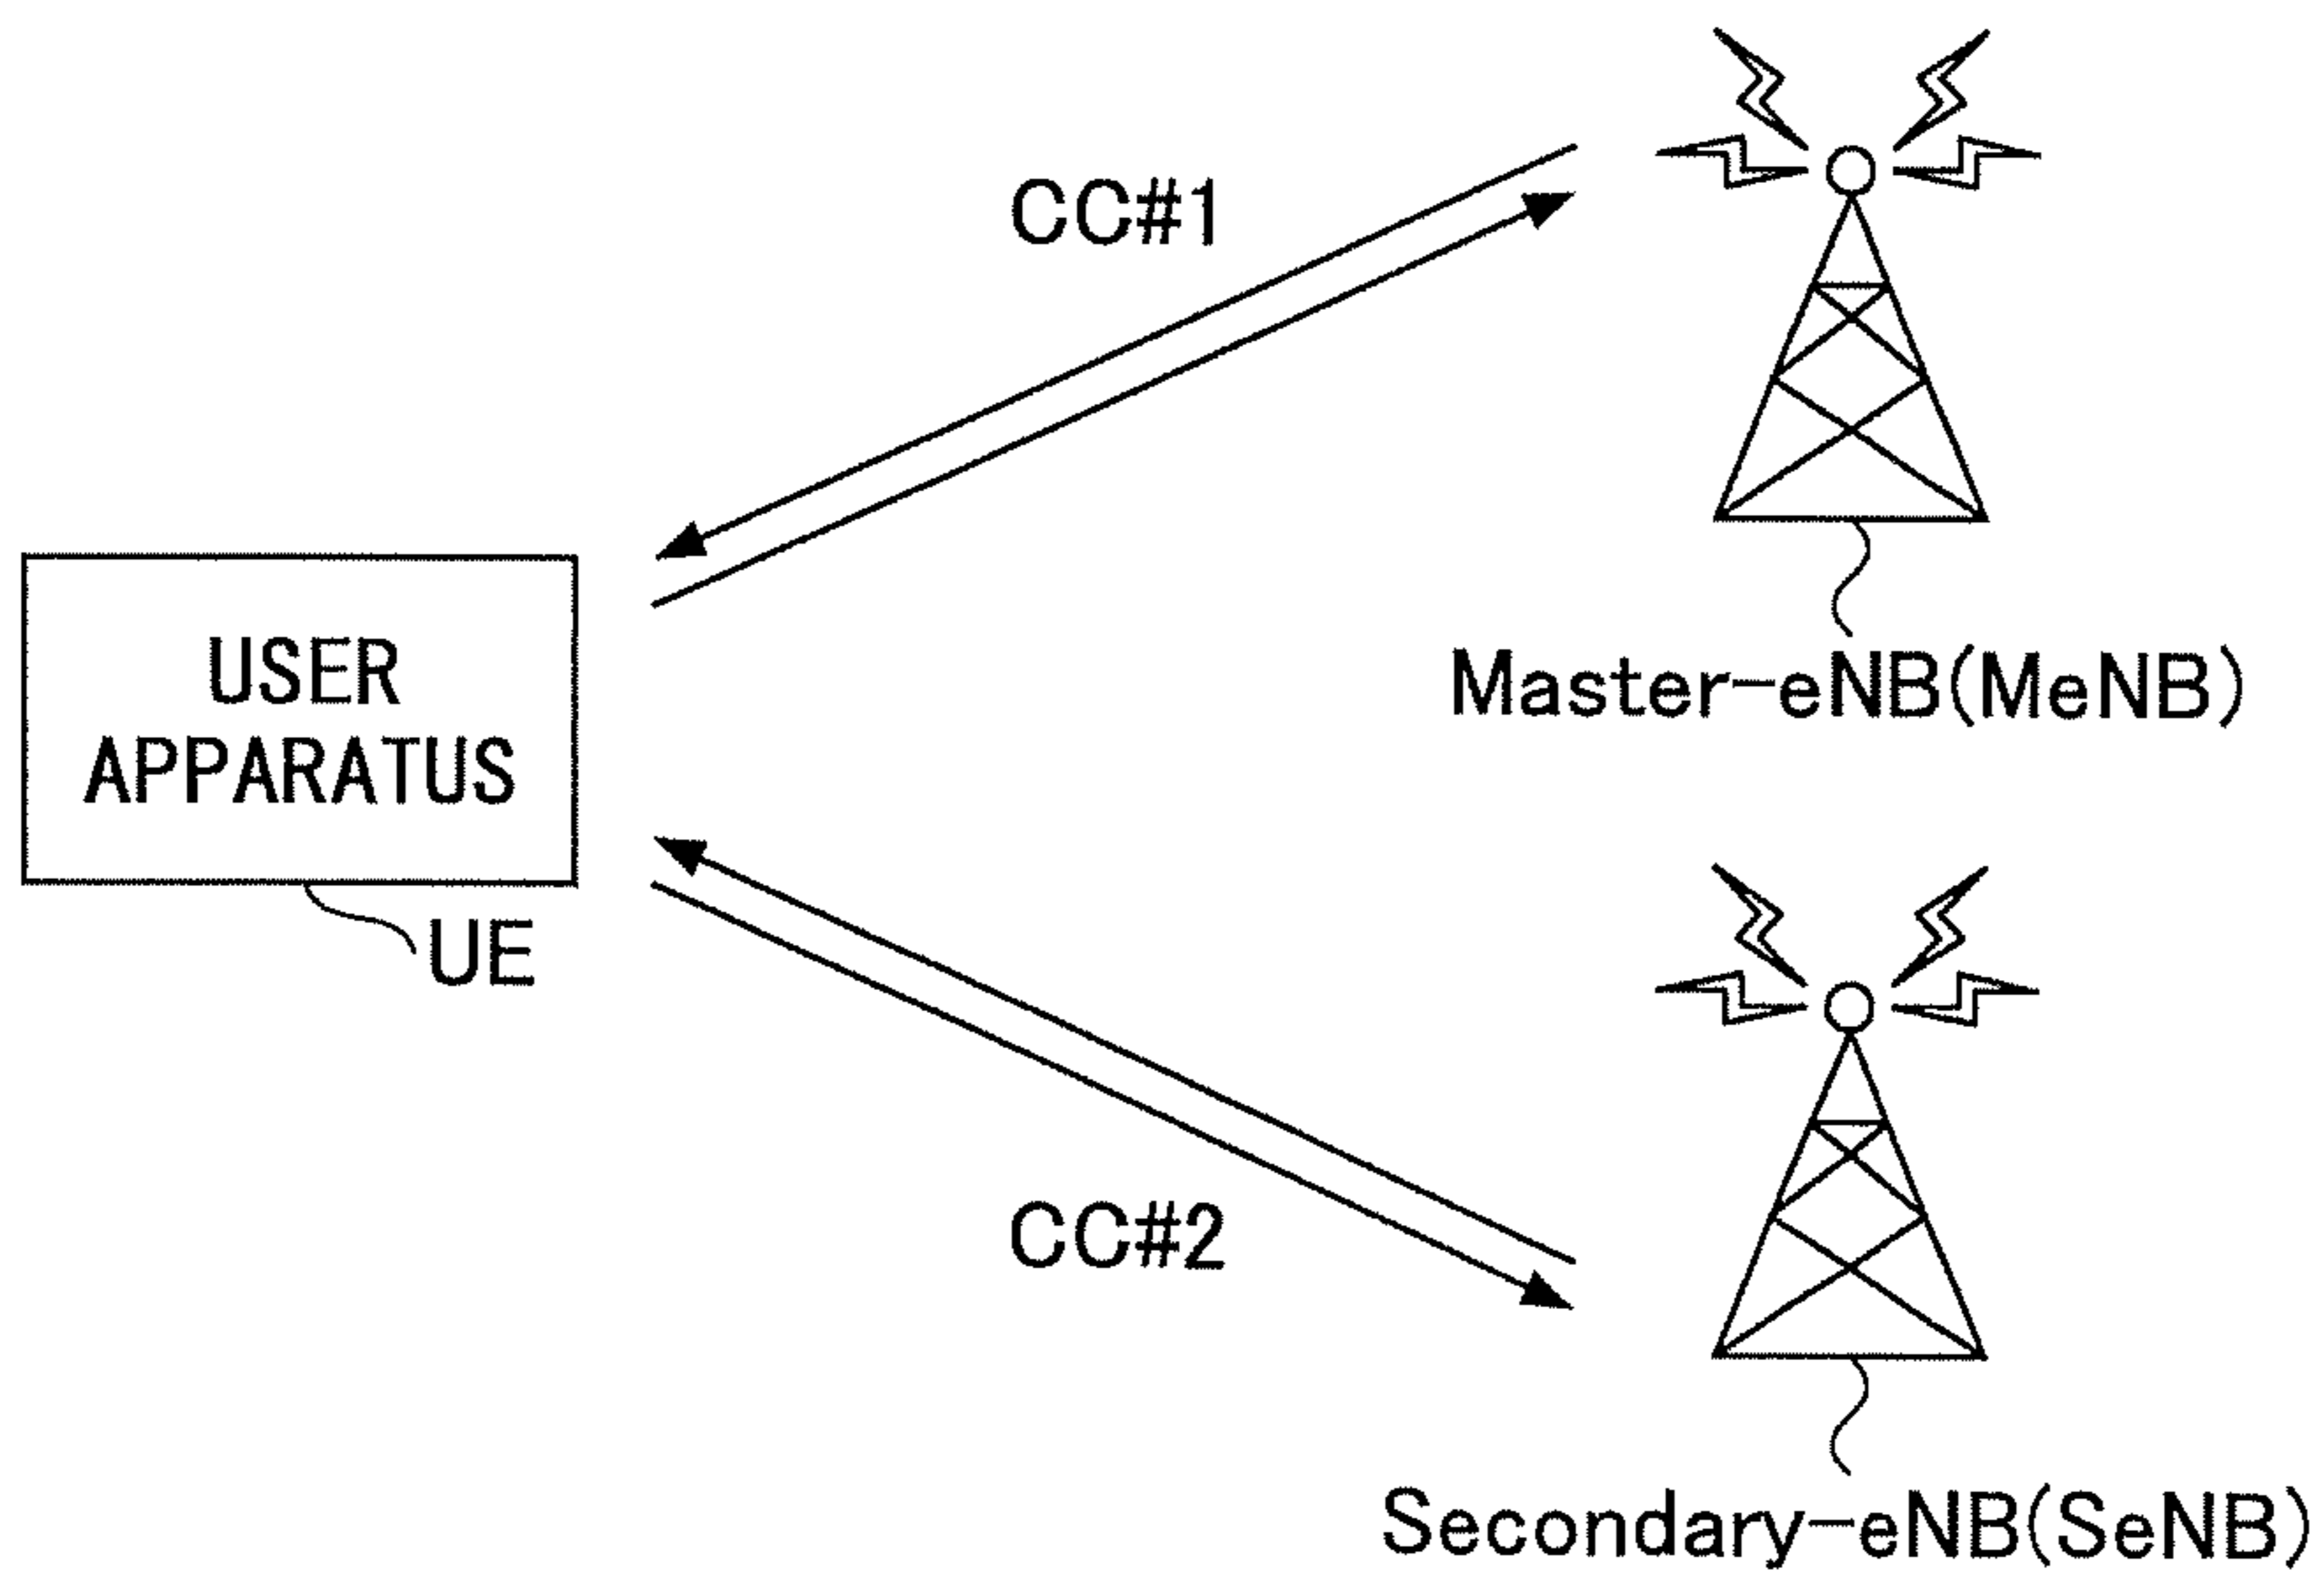 CC#1
Master-eNB(MeNB)
USER
APPARATUS
UE
CC#2
Secondary-eNB(SeNB)